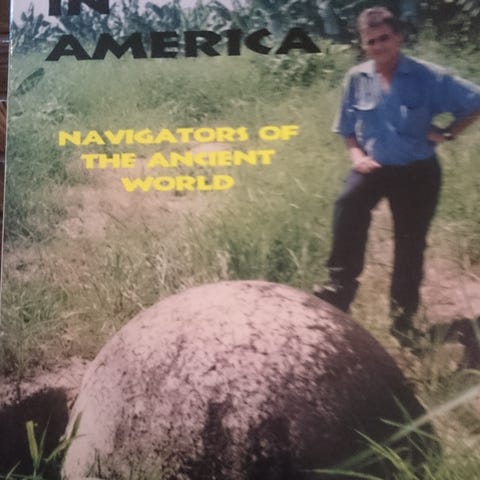 IN
AMERICA
NAVIGATORS OF
THE ANCIENT
WORLD